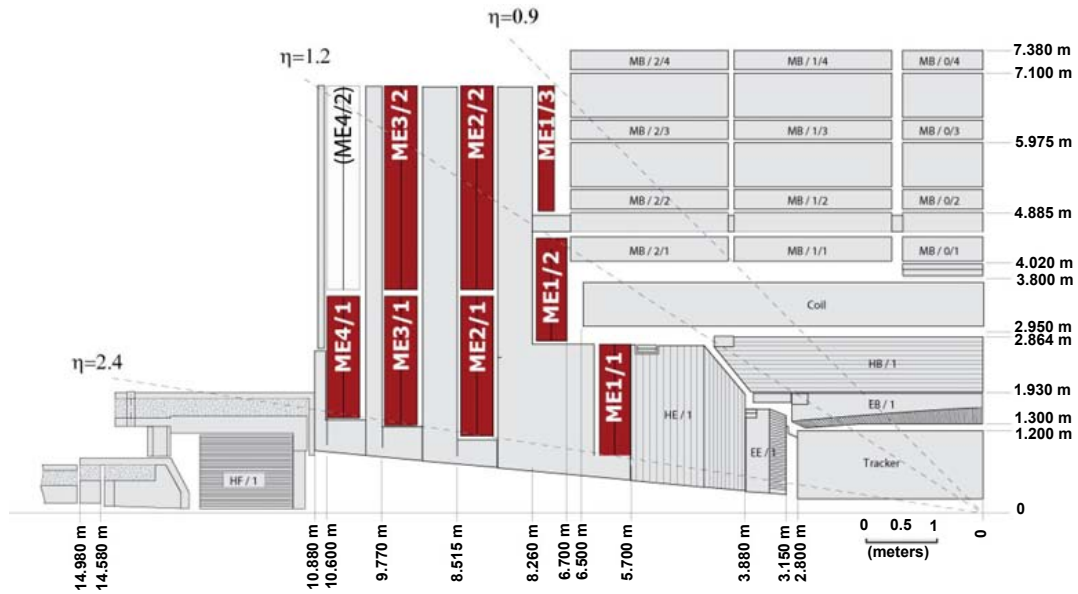 η=0.9
η=1.2
η=2.4
MB / 2/4
MB / 1/4
MB / 0/4
MB / 2/3
MB / 1/3
MB / 0/3
MB / 2/2
MB / 1/2
MB / 0/2
MB / 2/1
MB / 1/1
MB / 0/1
7.380 m
7.100 m
5.975 m
4.885 m
4.020 m
3.800 m
2.950 m
2.864 m
1.930 m
1.300 m
1.200 m
0
(ME4/2)
ME3/2
ME2/2
ME1/3
ME1/2
ME4/1
ME3/1
ME2/1
ME1/1
Coil
HB / 1
HE / 1
EB / 1
EE / 1
Tracker
HF / 1
14.980 m
14.580 m
10.880 m
10.600 m
9.770 m
8.515 m
8.260 m
6.700 m
6.500 m
5.700 m
3.880 m
3.150 m
2.800 m
0
0 0.5 1
(meters)